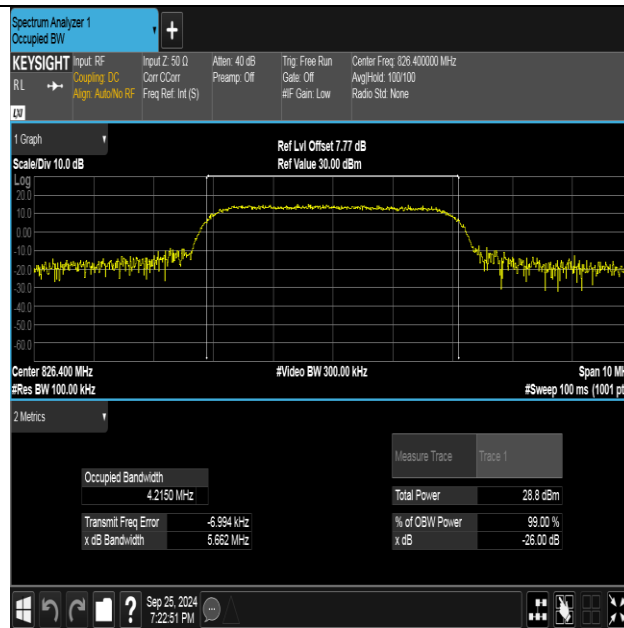 Spectrum Analyzer 1
Occupied BW
+
KEYSIGHT Input: RF Input Z: 50 Ω Atten: 40 dB Trig: Free Run Center Freq: 826.400000 MHz
RL Coupling: DC Corr CCorr Preamp: Off Gate: Off Avg|Hold: 100/100
Align: Auto/No RF Freq Ref: Int (S) #IF Gain: Low Radio Std: None
LXI
1 Graph
Ref Lvl Offset 7.77 dB
Scale/Div 10.0 dB Ref Value 30.00 dBm
Log
20.0
10.0
0.00
-10.0
-20.0
-30.0
-40.0
-50.0
-60.0
Center 826.400 MHz #Video BW 300.00 kHz Span 10 MH
#Res BW 100.00 kHz #Sweep 100 ms (1001 pt
2 Metrics
Measure Trace Trace 1
Occupied Bandwidth
4.2150 MHz Total Power 28.8 dBm
Transmit Freq Error -6.994 kHz % of OBW Power 99.00 %
x dB Bandwidth 5.662 MHz x dB -26.00 dB
? Sep 25, 2024
7:22:51 PM